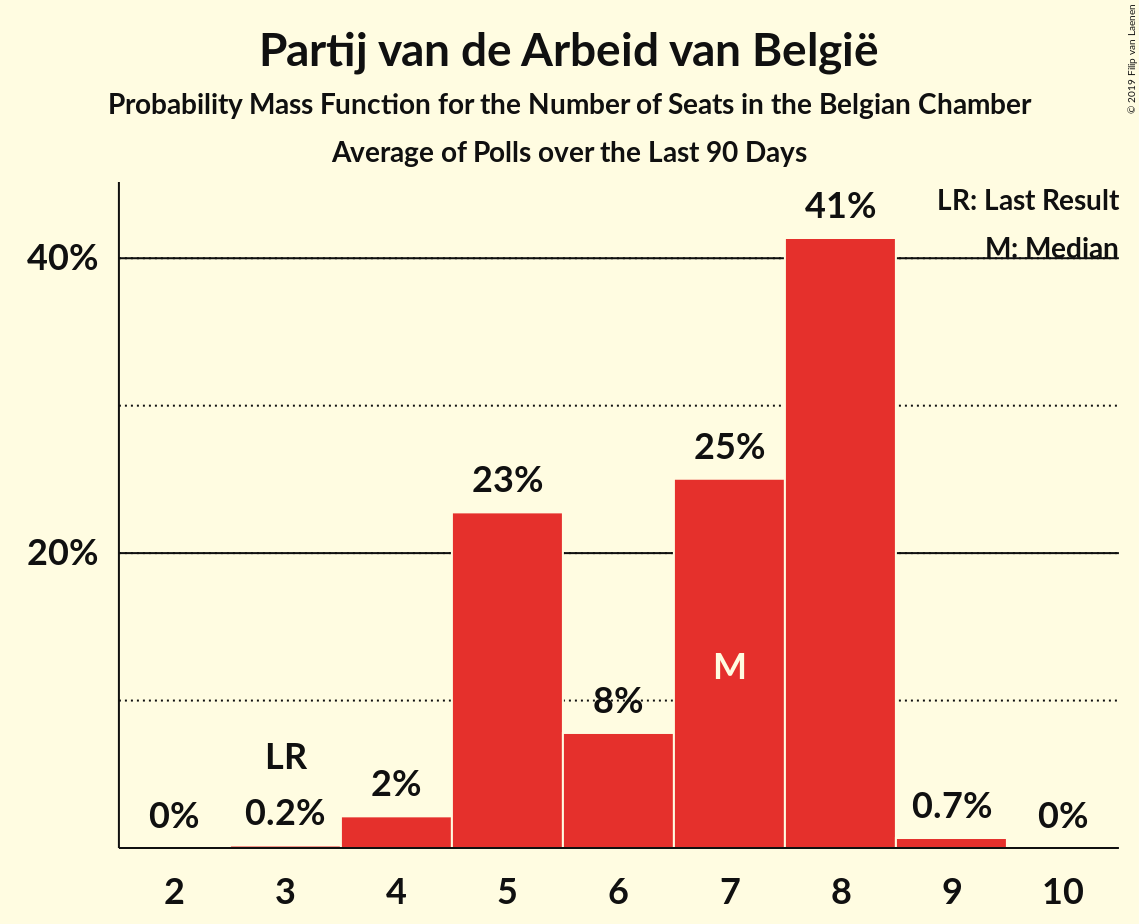 Partij van de Arbeid van België
Probability Mass Function for the Number of Seats in the Belgian Chamber
Average of Polls over the Last 90 Days
© 2019 Filip van Laenen
LR: Last Result
M: Median
40%
20%
0%
LR
0.2%
2%
23%
8%
25%
M
41%
0.7%
0%
2 3 4 5 6 7 8 9 10